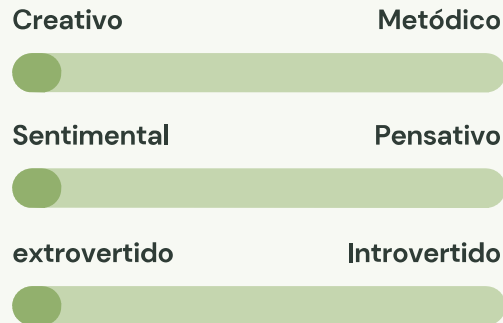 Creativo Metódico
Sentimental Pensativo
extrovertido Introvertido